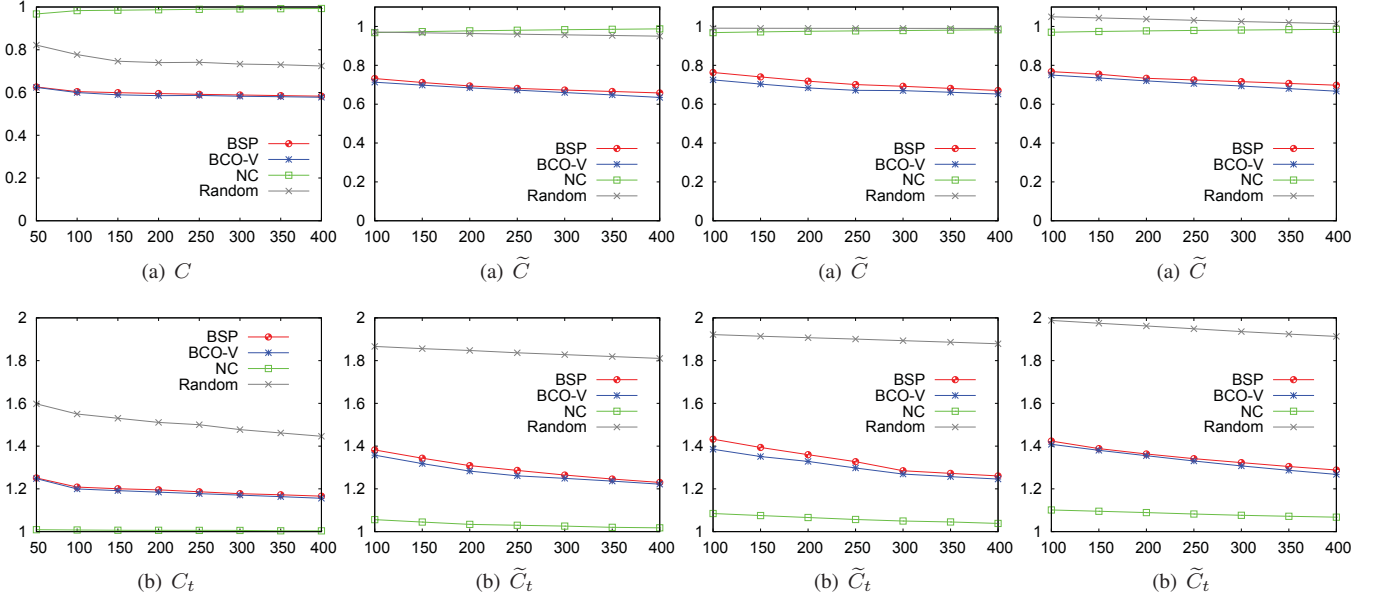 1
0.8
0.6
0.4
0.2
0
BSP
BCO-V
NC
Random
50 100 150 200 250 300 350 400
(a) C
1
0.8
0.6
0.4
0.2
0
BSP
BCO-V
NC
Random
100 150 200 250 300 350 400
(a) C̃
1
0.8
0.6
0.4
0.2
0
BSP
BCO-V
NC
Random
100 150 200 250 300 350 400
(a) C̃
1
0.8
0.6
0.4
0.2
0
BSP
BCO-V
NC
Random
100 150 200 250 300 350 400
(a) C̃
2
1.8
1.6
1.4
1.2
1
BSP
BCO-V
NC
Random
50 100 150 200 250 300 350 400
(b) C_t
2
1.8
1.6
1.4
1.2
1
BSP
BCO-V
NC
Random
100 150 200 250 300 350 400
(b) C̃_t
2
1.8
1.6
1.4
1.2
1
BSP
BCO-V
NC
Random
100 150 200 250 300 350 400
(b) C̃_t
2
1.8
1.6
1.4
1.2
1
BSP
BCO-V
NC
Random
100 150 200 250 300 350 400
(b) C̃_t